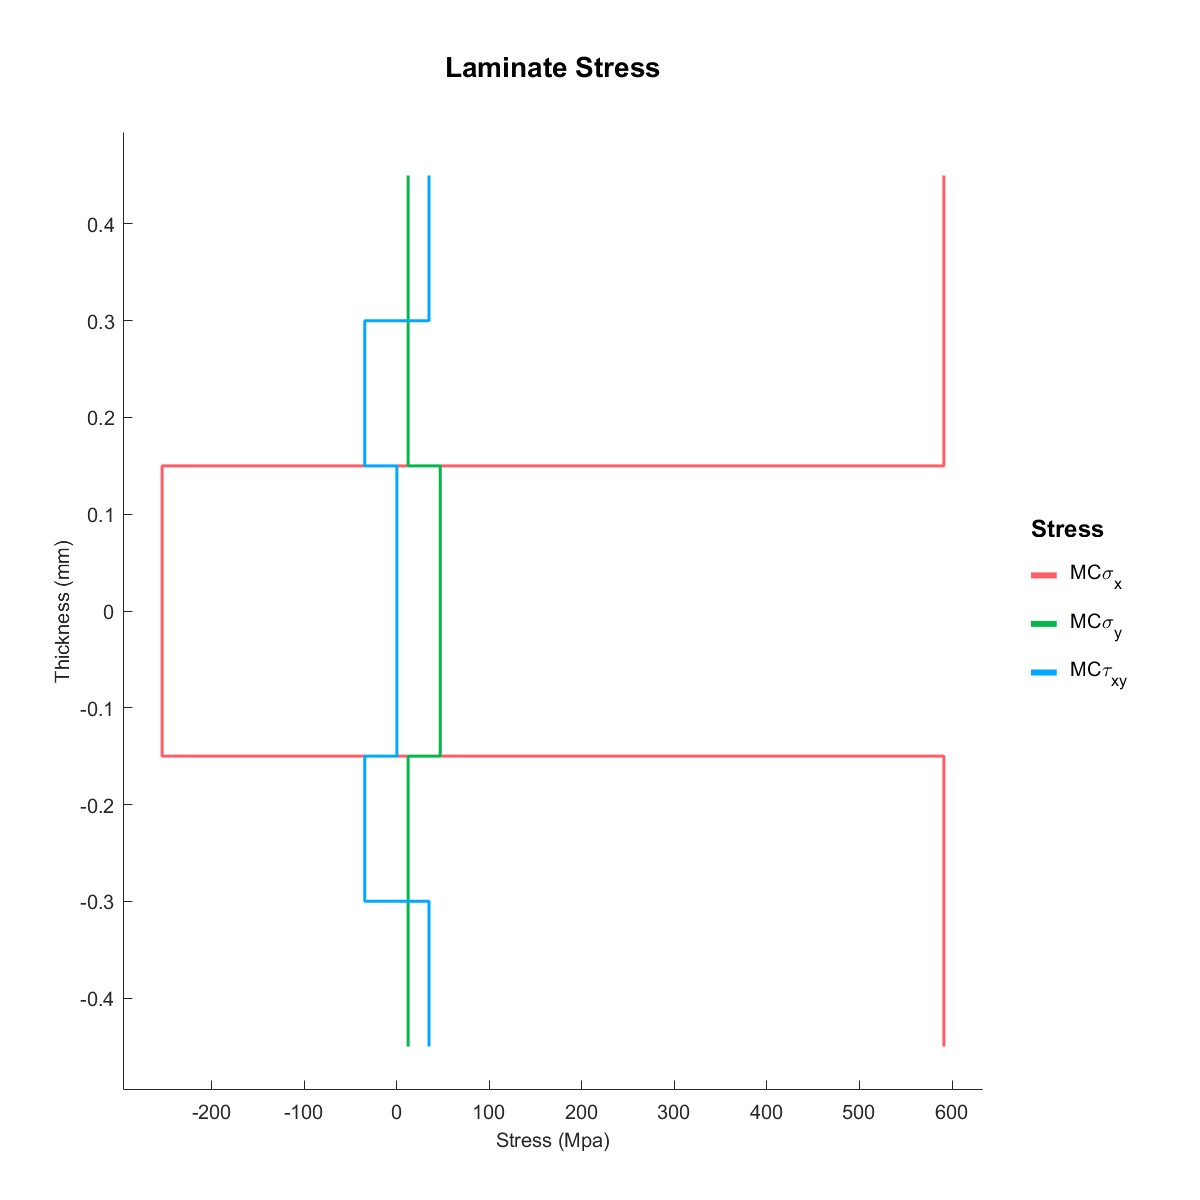 Laminate Stress
0.4
0.3
0.2
0.1
0
-0.1
-0.2
-0.3
-0.4
Thickness (mm)
-200 -100 0 100 200 300 400 500 600
Stress (Mpa)
Stress
MCσx
MCσy
MCτxy